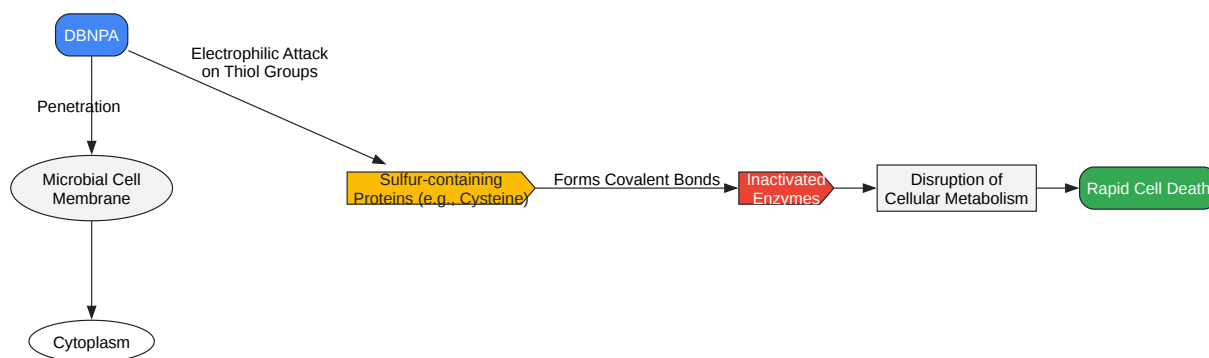 DBNPA
Electrophilic Attack
on Thiol Groups
Penetration
Microbial Cell
Membrane
Sulfur-containing
Proteins (e.g., Cysteine)
Forms Covalent Bonds
Inactivated
Enzymes
Disruption of
Cellular Metabolism
Rapid Cell Death
Cytoplasm